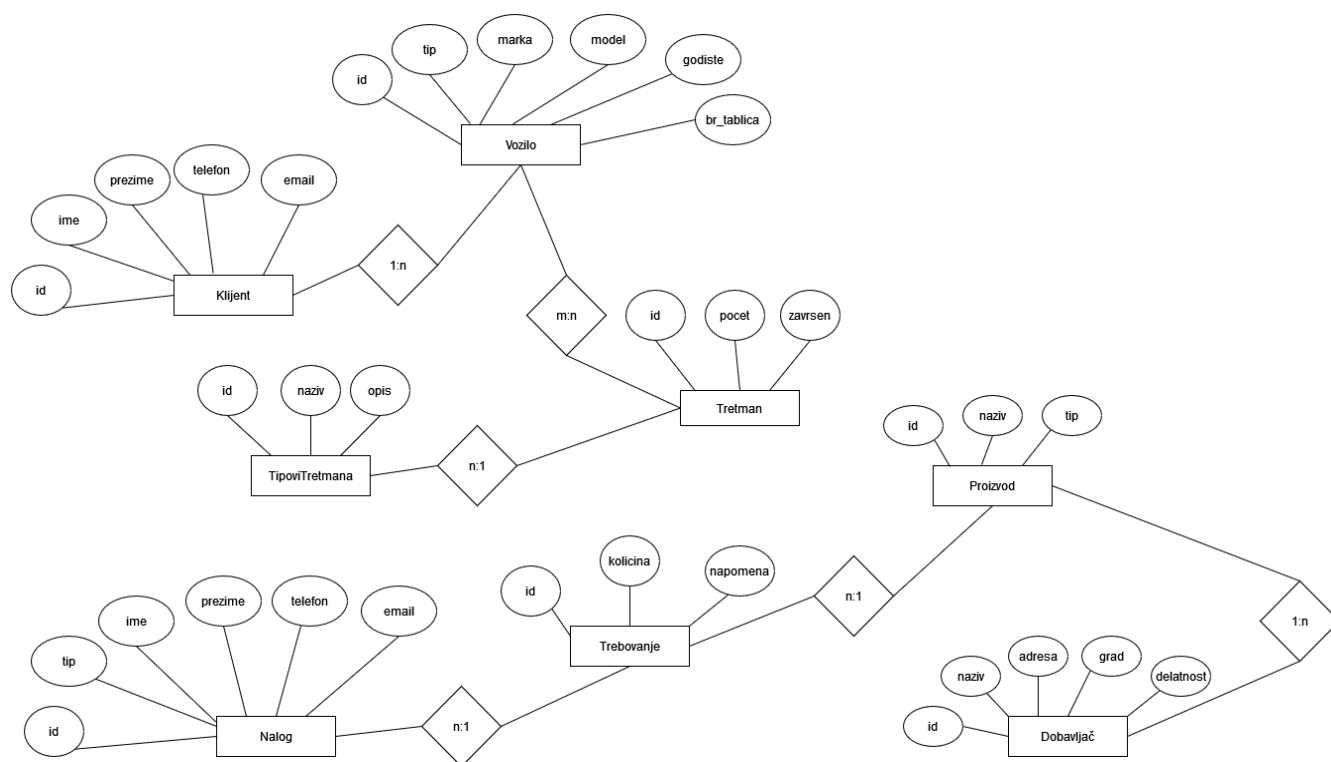 marka
model
tip
godiste
id
br_tablica
Vozilo
telefon
prezime
email
ime
1:n
id
Klijent
m:n
id
pocet
zavrsen
id
naziv
opis
Tretman
n:1
TipoviTretmana
naziv
tip
id
Proizvod
kolicina
napomena
id
n:1
prezime
telefon
email
ime
Trebovanje
1:n
tip
adresa
grad
naziv
delatnost
id
n:1
id
Nalog
Dobavljač